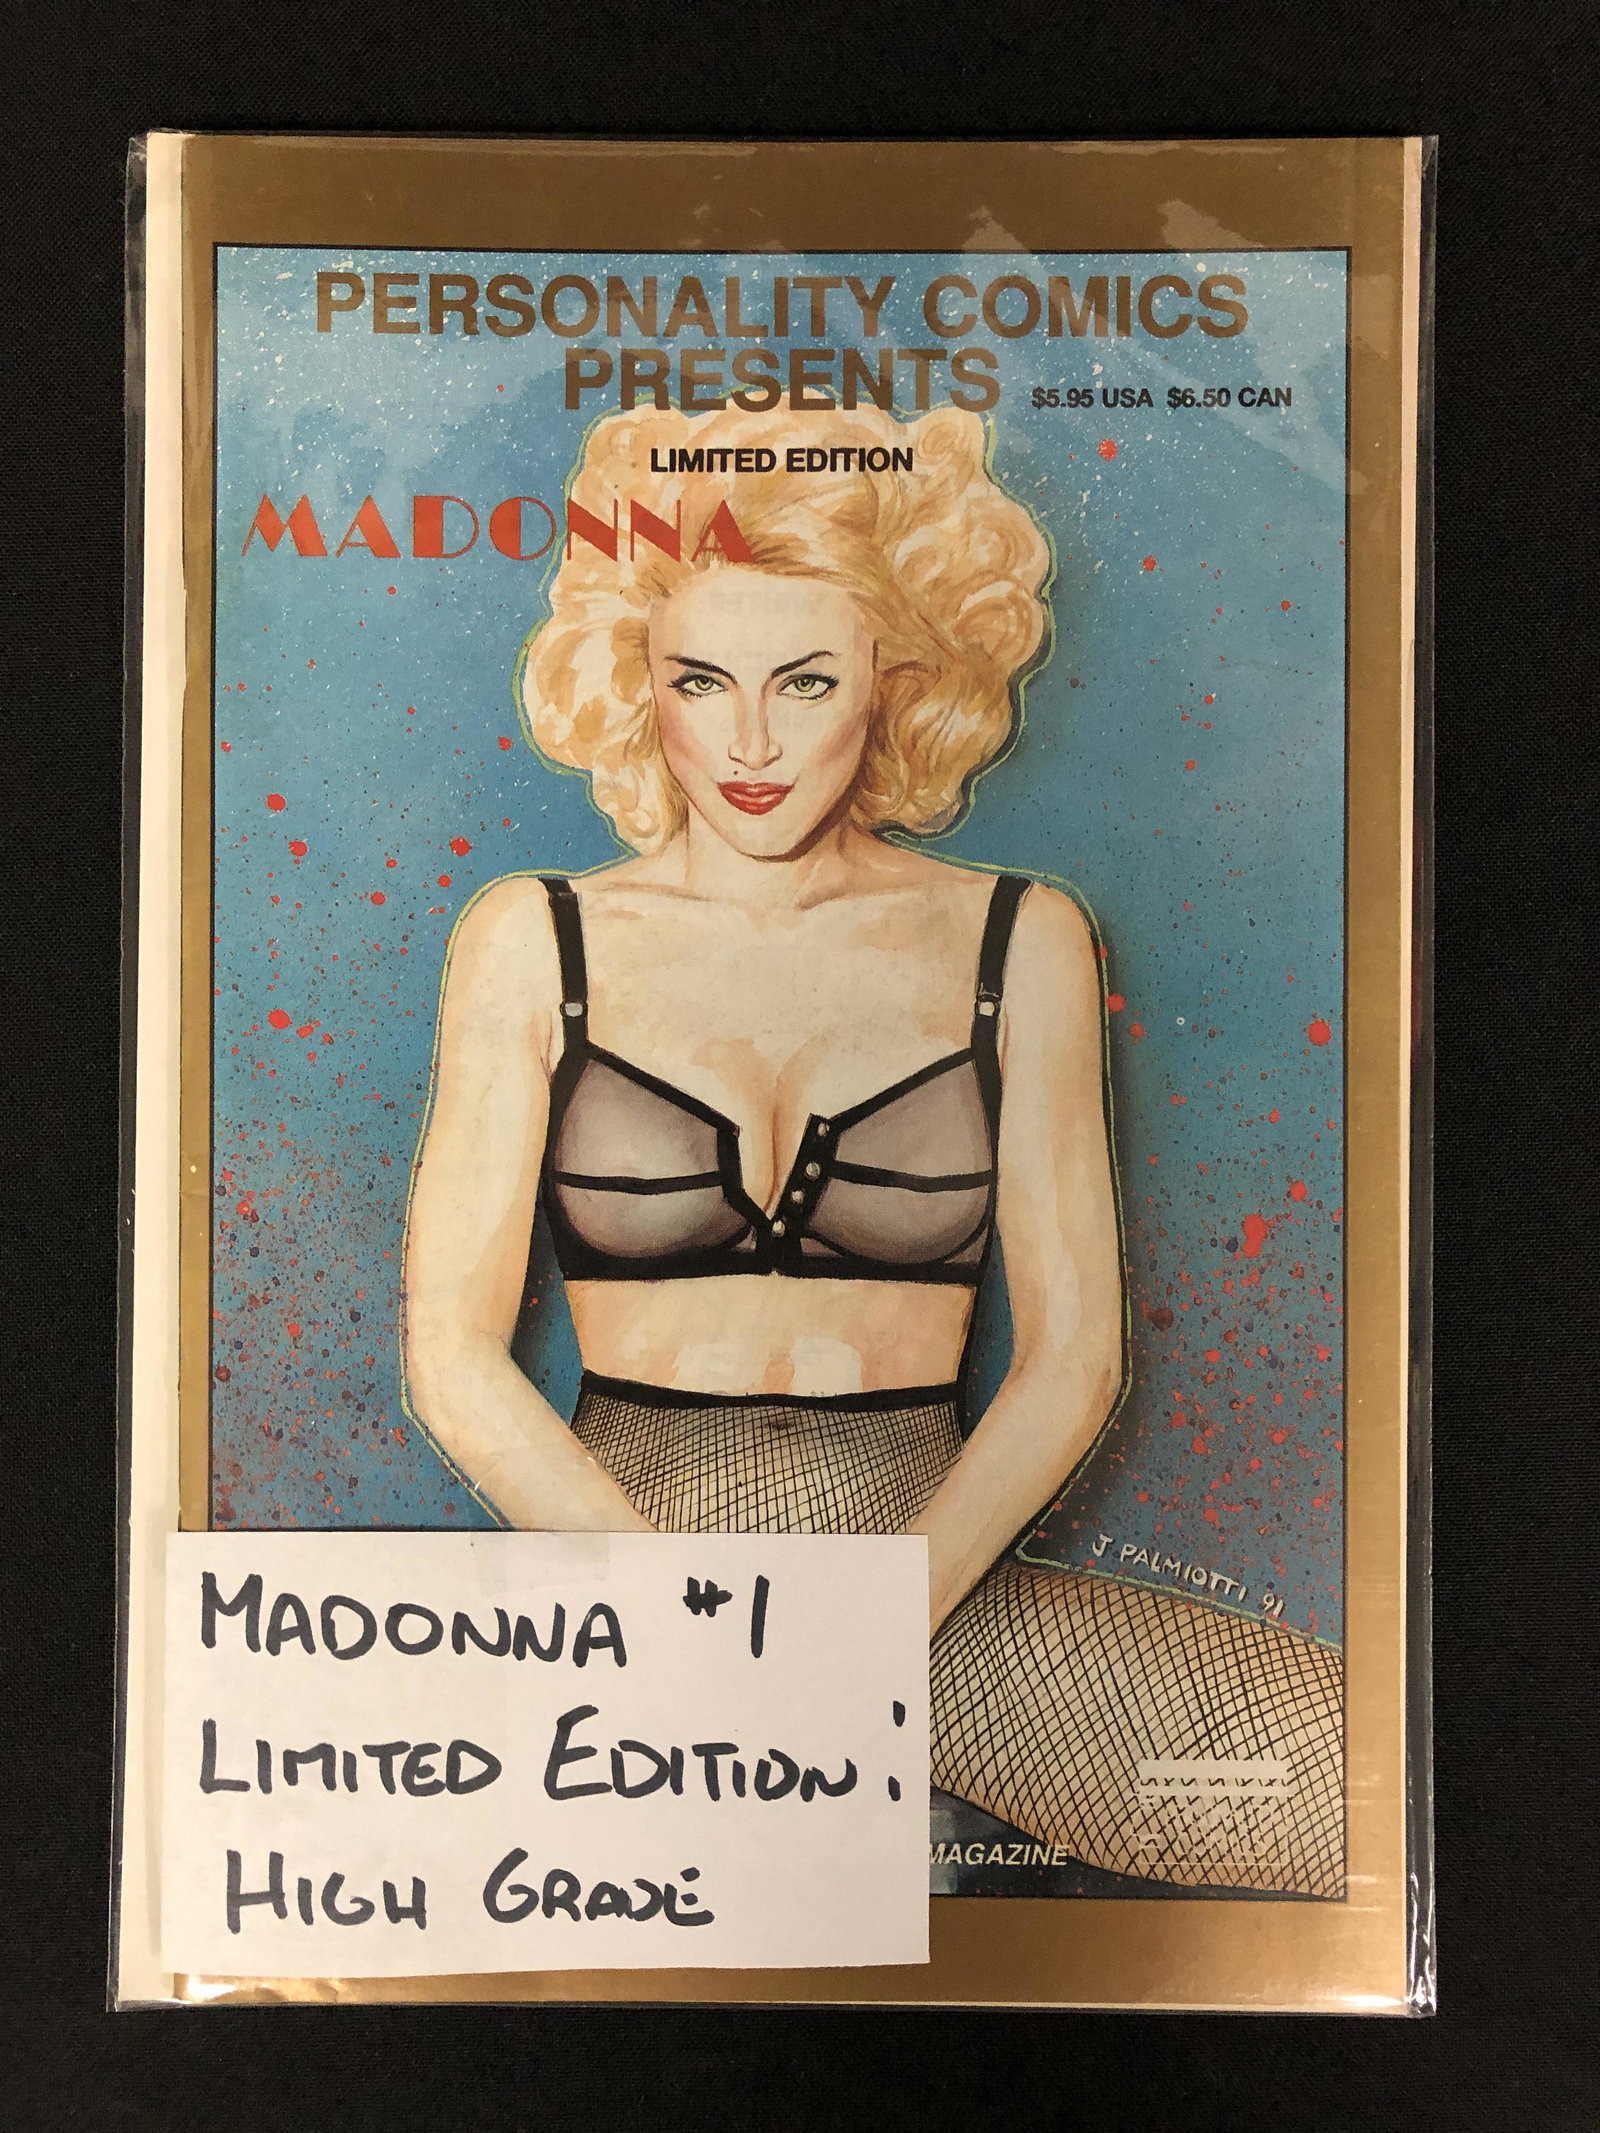 PERSONALITY COMICS
PRESENTS
$5.95 USA $6.50 CAN
LIMITED EDITION
MADONNA
J PALMIOTTI 91
MADONNA #1
LIMITED EDITION !
HIGH GRADE
MAGAZINE